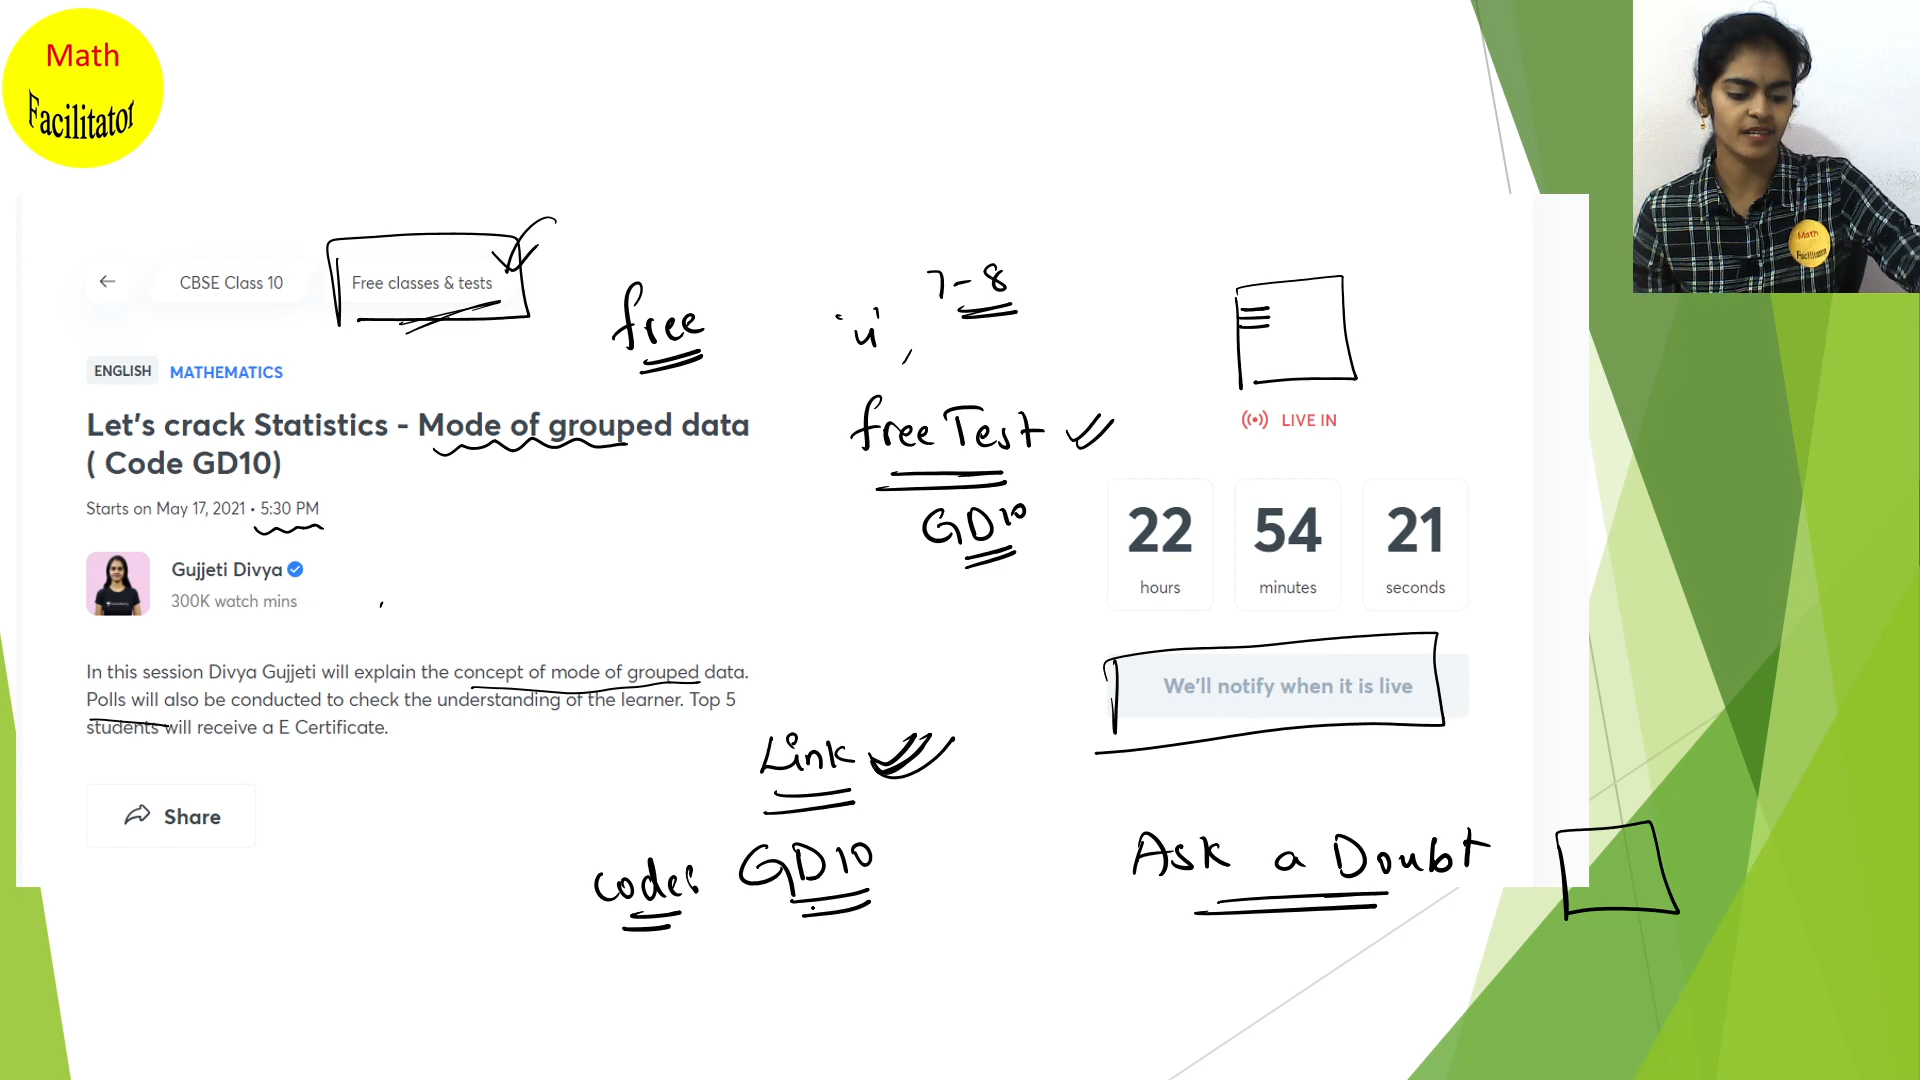 Math
Facilitator
CBSE Class 10
Free classes & tests
free
'u',
7-8
ENGLISH
MATHEMATICS
Let's crack Statistics - Mode of grouped data
( Code GD10)
free Test
GD10
LIVE IN
Starts on May 17, 2021 • 5:30 PM
22
54
21
hours
minutes
seconds
Gujjeti Divya
300K watch mins
In this session Divya Gujjeti will explain the concept of mode of grouped data.
Polls will also be conducted to check the understanding of the learner. Top 5
students will receive a E Certificate.
We'll notify when it is live
Link
Share
code: GD10
Ask a Doubt
Math
Facilitator